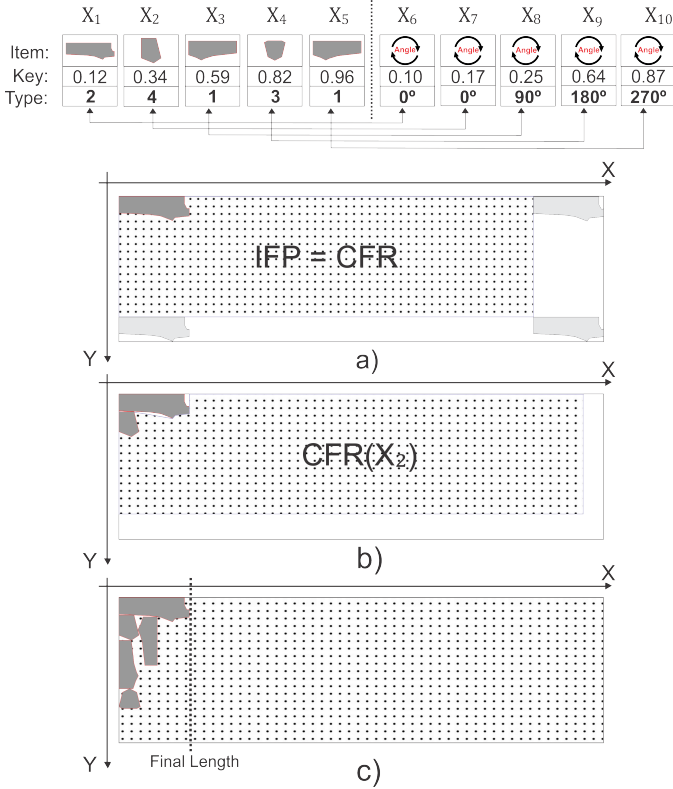 X₁ X₂ X₃ X₄ X₅ X₆ X₇ X₈ X₉ X₁₀
Item: Angle Angle Angle Angle Angle
Key: 0.12 0.34 0.59 0.82 0.96 0.10 0.17 0.25 0.64 0.87
Type: 2 4 1 3 1 0º 0º 90º 180º 270º
X
IFP = CFR
Y
a)
X
CFR(X₂)
Y
b)
X
Y
Final Length
c)